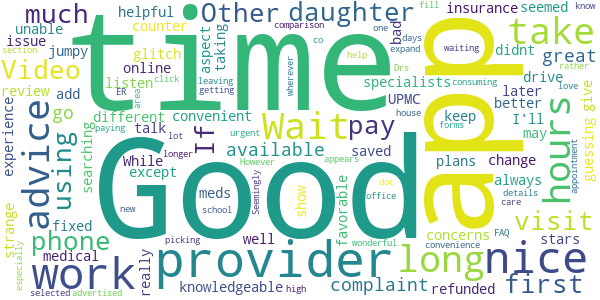 much
helpful
Other
daughter
insurance
seemed
comparison
fill
know
unable
counter
bad
one
days
expand
take
issue
jumpy
glitch
aspect
taking
co
waiting
section
Video
listen
online
time
help
Drs
specialists
consuming
didnt
great
review
add
click
leaving
getting
wherever
UPMC
rather
drive
love
advice
using
go
different
convenient
ER
area
house
keep
later
better
guessing
give
experience
searching
paying
talk
lot
If
Wait
pay
urgent
forms
I'll
may
hours
appointment
While
longer
available
saved
app
plans
change
except
However
appears
always
details
care
strange
fixed
meds
Seemingly
show
doc
favorable
concerns
visit
phone
new
school
office
FAQ
stars
medical
really
Good
well
wonderful
convenience
especially
work
picking
provider
long
nice
selected
advertised
knowledgeable
high
complaint
refunded
first